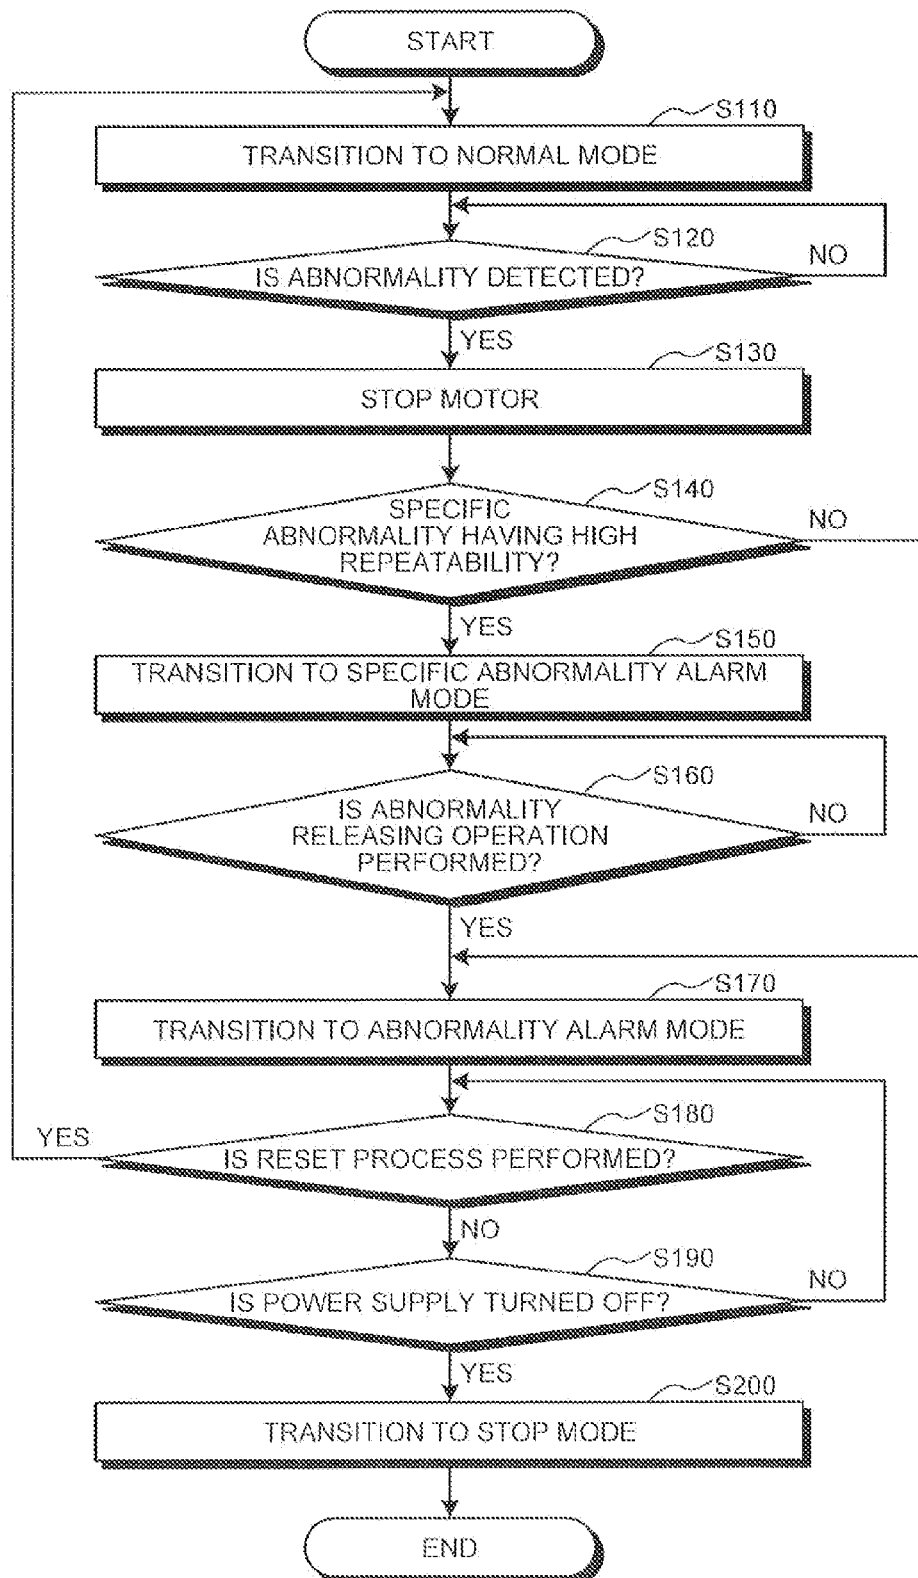 START
S110
TRANSITION TO NORMAL MODE
S120
IS ABNORMALITY DETECTED?
NO
YES
S130
STOP MOTOR
S140
SPECIFIC
ABNORMALITY HAVING HIGH
REPEATABILITY?
NO
YES
S150
TRANSITION TO SPECIFIC ABNORMALITY ALARM
MODE
S160
IS ABNORMALITY
RELEASING OPERATION
PERFORMED?
NO
YES
S170
TRANSITION TO ABNORMALITY ALARM MODE
S180
YES
IS RESET PROCESS PERFORMED?
NO
S190
IS POWER SUPPLY TURNED OFF?
NO
YES
S200
TRANSITION TO STOP MODE
END